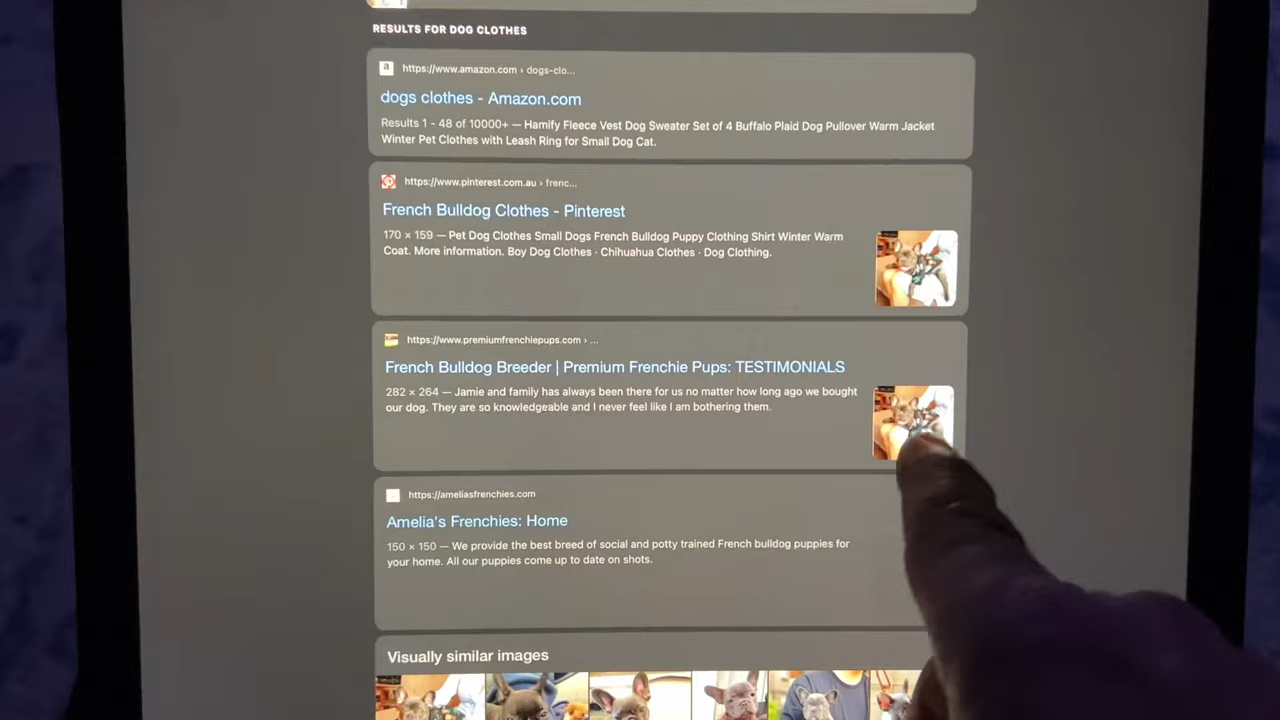 RESULTS FOR DOG CLOTHES
a
https://www.amazon.com › dogs-clo...
dogs clothes - Amazon.com
Results 1 - 48 of 10000+ — Hamify Fleece Vest Dog Sweater Set of 4 Buffalo Plaid Dog Pullover Warm Jacket
Winter Pet Clothes with Leash Ring for Small Dog Cat.
https://www.pinterest.com.au › frenc...
French Bulldog Clothes - Pinterest
170 × 159 — Pet Dog Clothes Small Dogs French Bulldog Puppy Clothing Shirt Winter Warm
Coat. More information. Boy Dog Clothes · Chihuahua Clothes · Dog Clothing.
https://www.premiumfrenchiepups.com › ...
French Bulldog Breeder | Premium Frenchie Pups: TESTIMONIALS
282 × 264 — Jamie and family has always been there for us no matter how long ago we bought
our dog. They are so knowledgeable and I never feel like I am bothering them.
https://ameliasfrenchies.com
Amelia's Frenchies: Home
150 × 150 — We provide the best breed of social and potty trained French bulldog puppies for
your home. All our puppies come up to date on shots.
Visually similar images